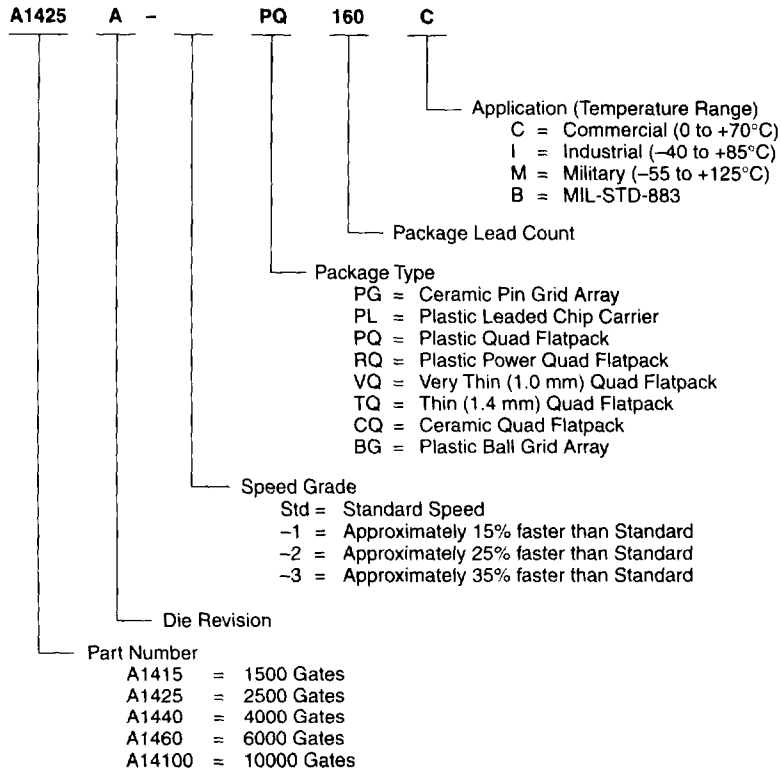 A1425 A – PQ 160 C
Application (Temperature Range)
C = Commercial (0 to +70°C)
I = Industrial (–40 to +85°C)
M = Military (–55 to +125°C)
B = MIL-STD-883
Package Lead Count
Package Type
PG = Ceramic Pin Grid Array
PL = Plastic Leaded Chip Carrier
PQ = Plastic Quad Flatpack
RQ = Plastic Power Quad Flatpack
VQ = Very Thin (1.0 mm) Quad Flatpack
TQ = Thin (1.4 mm) Quad Flatpack
CQ = Ceramic Quad Flatpack
BG = Plastic Ball Grid Array
Speed Grade
Std = Standard Speed
–1 = Approximately 15% faster than Standard
–2 = Approximately 25% faster than Standard
–3 = Approximately 35% faster than Standard
Die Revision
Part Number
A1415 = 1500 Gates
A1425 = 2500 Gates
A1440 = 4000 Gates
A1460 = 6000 Gates
A14100 = 10000 Gates